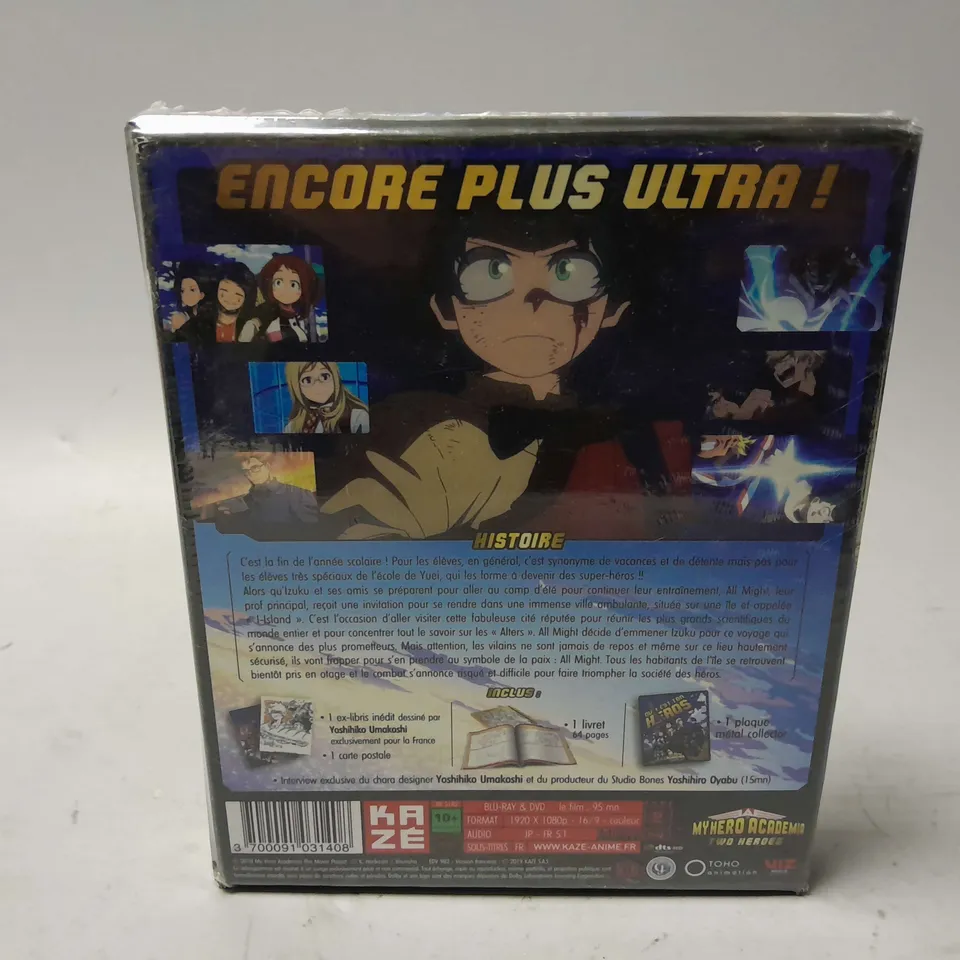 ENCORE PLUS ULTRA !
HISTOIRE
C'est la fin de l'année scolaire ! Pour les élèves, en général, c'est synonyme de vacances et de détente mais pas pour
les élèves très spéciaux de l'école de Yuei, qui les forme à devenir des super-héros !!
Alors qu'Izuku et ses amis se préparent pour aller au camp d'été pour continuer leur entraînement, All Might, leur
prof principal, reçoit une invitation pour se rendre dans une immense ville ambulante, située sur une île et appelée
« I-Island ». C'est l'occasion d'aller visiter cette fabuleuse cité réputée pour réunir les plus grands scientifiques du
monde entier et pour concentrer tout le savoir sur les « Alters ». All Might décide d'emmener Izuku pour ce voyage qui
s'annonce des plus prometteurs. Mais attention, les vilains ne sont jamais de repos et même sur ce lieu hautement
sécurisé, ils vont frapper pour s'en prendre au symbole de la paix : All Might. Tous les habitants de l'île se retrouvent
bientôt pris en otage et le combat s'annonce risqué et difficile pour faire triompher la société des héros.
INCLUS :
• 1 ex-libris inédit dessiné par
Yoshihiko Umakoshi
exclusivement pour la France
• 1 carte postale
• 1 livret
64 pages
HEROS
• 1 plaque
métal collector
• Interview exclusive du chara designer Yoshihiko Umakoshi et du producteur du Studio Bones Yoshihiro Oyabu (15mn)
3 700091 031408
KAZÉ
10+
BLU-RAY & DVD le film : 95 mn
FORMAT 1920 X 1080p - 16/9 - couleur
AUDIO JP - FR 5.1
SOUS-TITRES FR WWW.KAZE-ANIME.FR
dts
MY HERO ACADEMIA
TWO HEROES
TOHO
animation
VIZ